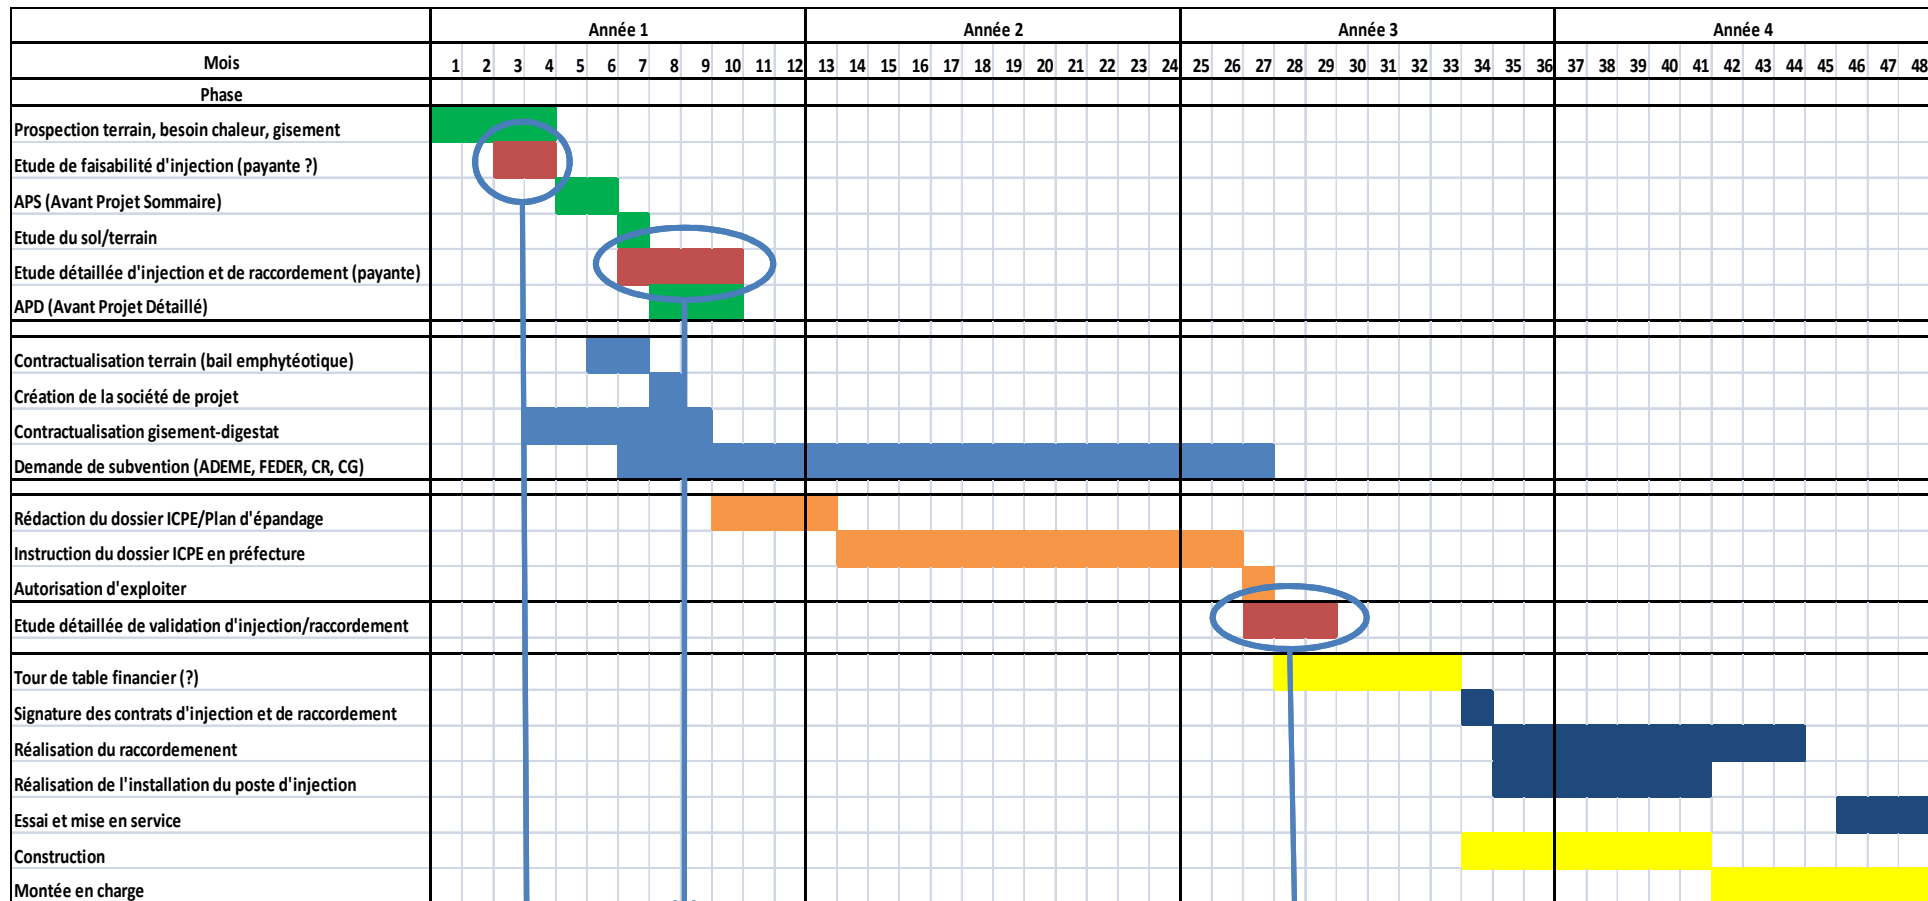 Année 1 Année 2 Année 3 Année 4
Mois 1 2 3 4 5 6 7 8 9 10 11 12 13 14 15 16 17 18 19 20 21 22 23 24 25 26 27 28 29 30 31 32 33 34 35 36 37 38 39 40 41 42 43 44 45 46 47 48
Phase
Prospection terrain, besoin chaleur, gisement
Etude de faisabilité d'injection (payante ?)
APS (Avant Projet Sommaire)
Etude du sol/terrain
Etude détaillée d'injection et de raccordement (payante)
APD (Avant Projet Détaillé)
Contractualisation terrain (bail emphytéotique)
Création de la société de projet
Contractualisation gisement-digestat
Demande de subvention (ADEME, FEDER, CR, CG)
Rédaction du dossier ICPE/Plan d'épandage
Instruction du dossier ICPE en préfecture
Autorisation d'exploiter
Etude détaillée de validation d'injection/raccordement
Tour de table financier (?)
Signature des contrats d'injection et de raccordement
Réalisation du raccordemenent
Réalisation de l'installation du poste d'injection
Essai et mise en service
Construction
Montée en charge